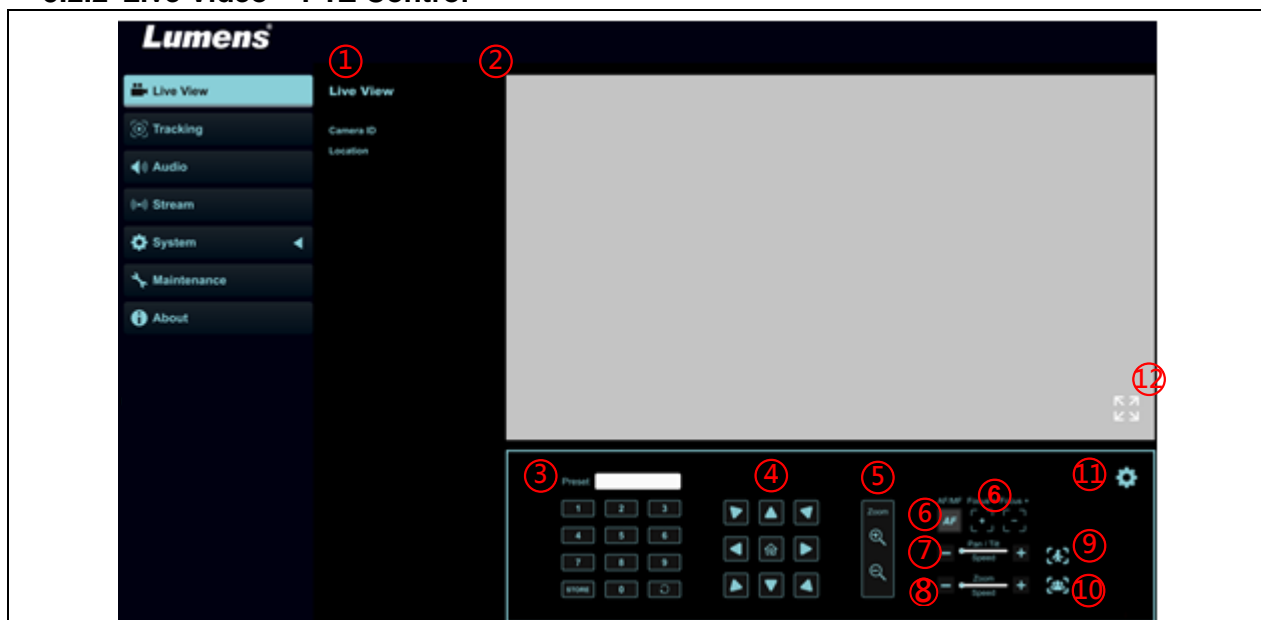 Lumens
① ②
Live View
Live View
Tracking
Camera ID
Location
Audio
Stream
System
Maintenance
About
⑫
③ ④ ⑤ ⑪
Preset
⑥
AF/MF
1 2 3
Zoom
⑥ AF + -
4 5 6
⑦ - Pan / Tilt + ⑨
Speed
7 8 9
⑧ - Zoom + ⑩
Speed
STORE 0